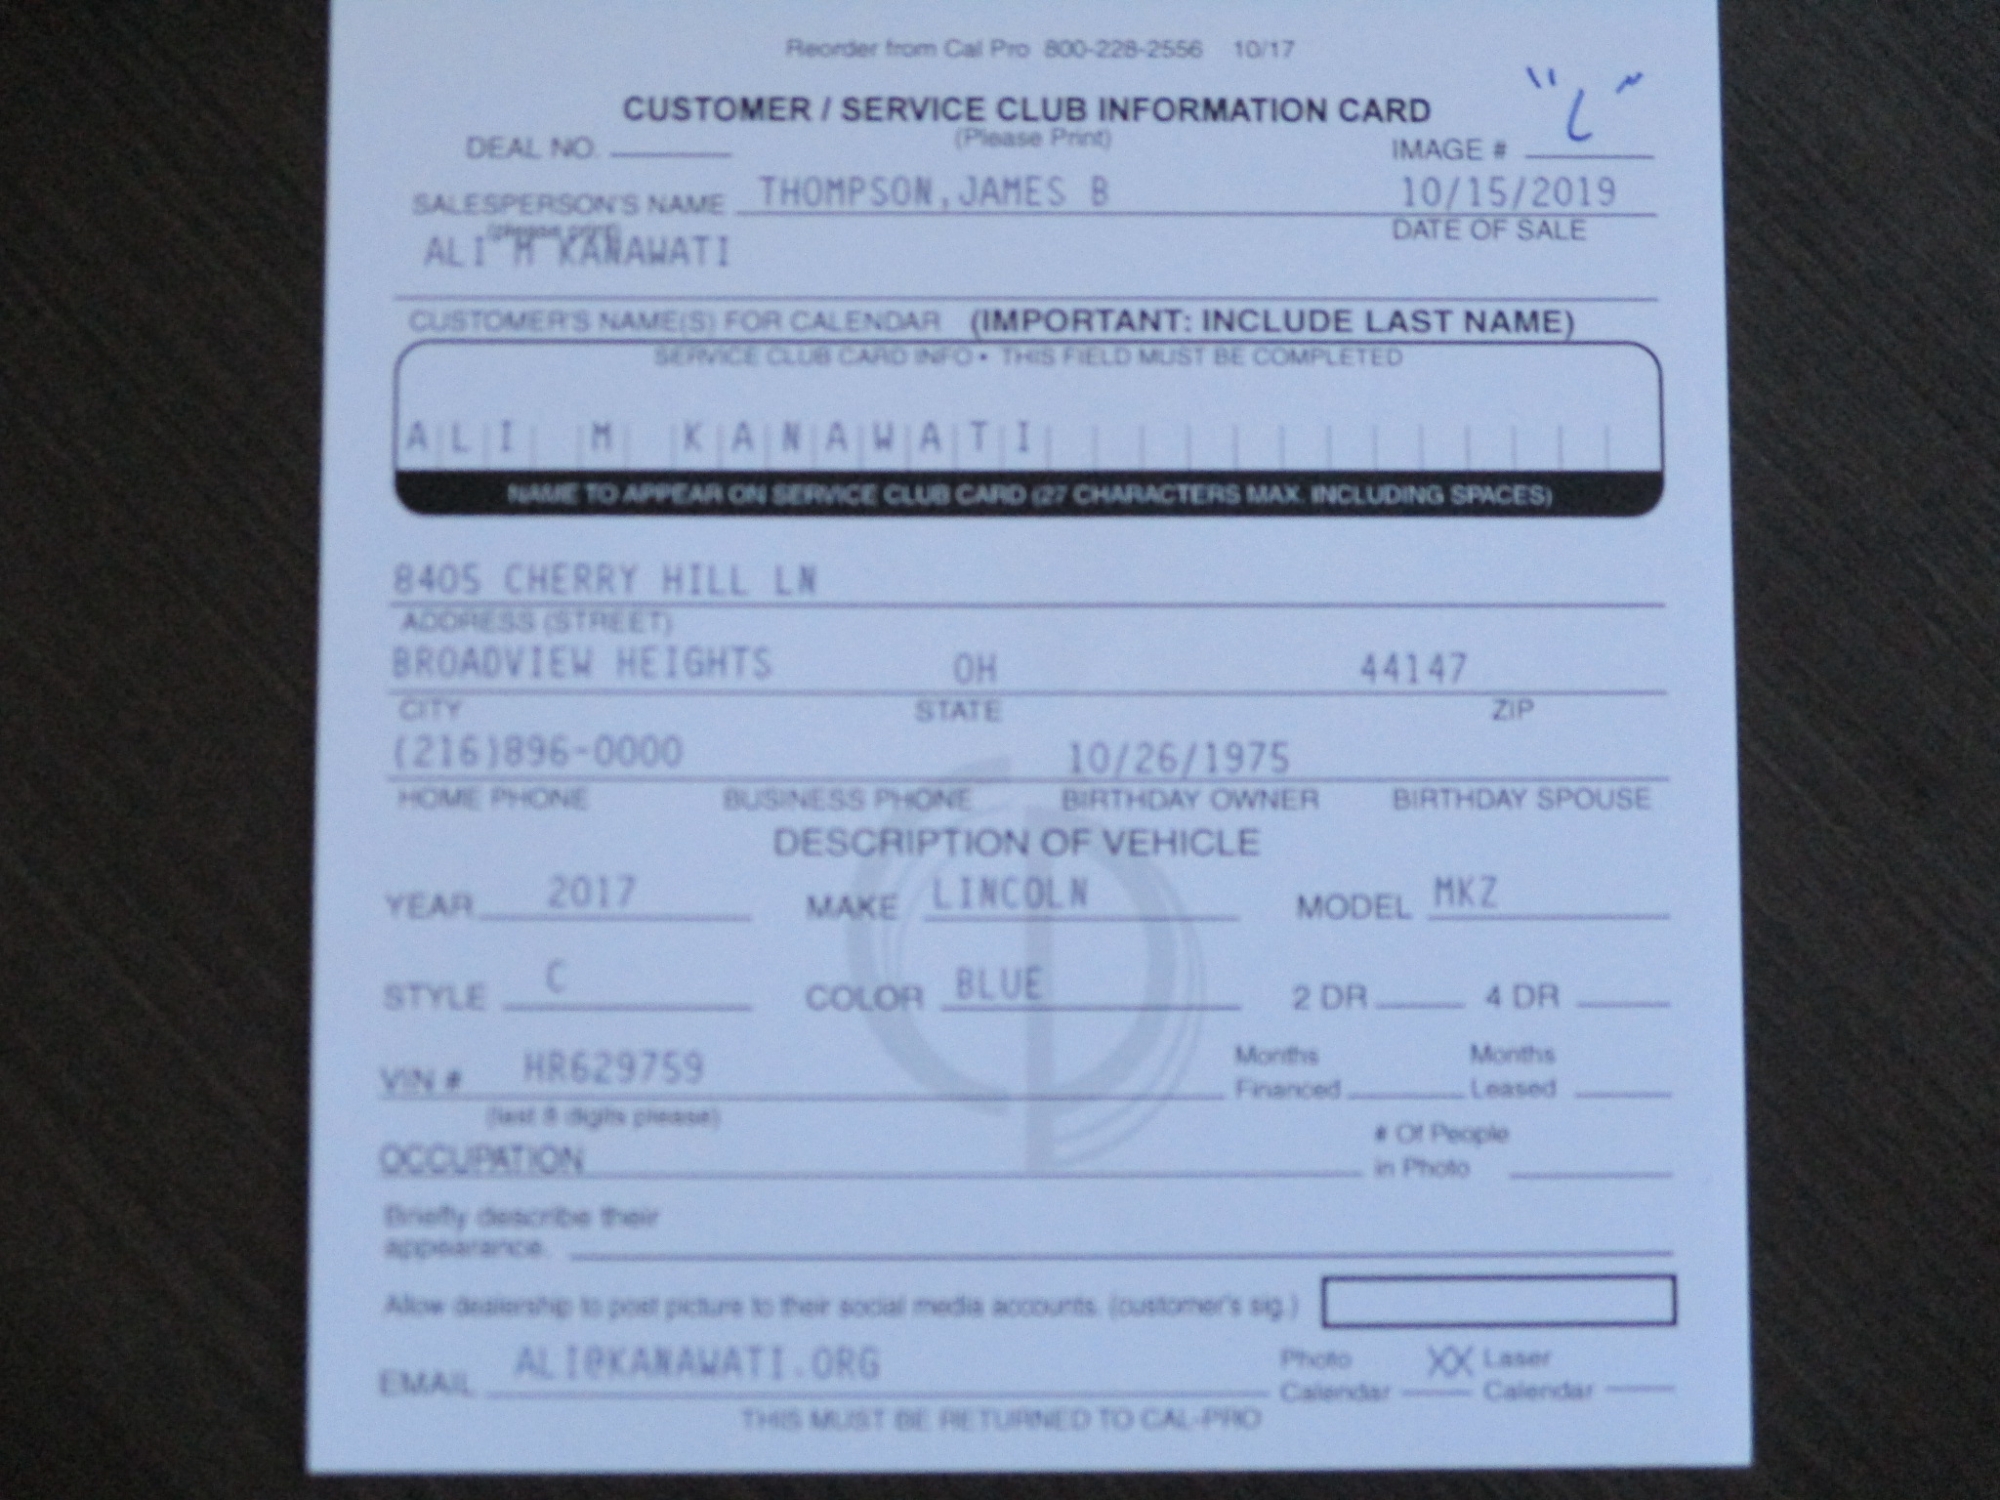 Reorder from Cal Pro 800-228-2556 10/17
CUSTOMER / SERVICE CLUB INFORMATION CARD
(Please Print)
DEAL NO.
IMAGE # "L"
SALESPERSON'S NAME THOMPSON,JAMES B 10/15/2019
(please print) DATE OF SALE
ALI M KANAWATI
CUSTOMER'S NAME(S) FOR CALENDAR (IMPORTANT: INCLUDE LAST NAME)
SERVICE CLUB CARD INFO • THIS FIELD MUST BE COMPLETED
ALI M KANAWATI
NAME TO APPEAR ON SERVICE CLUB CARD (27 CHARACTERS MAX. INCLUDING SPACES)
8405 CHERRY HILL LN
ADDRESS (STREET)
BROADVIEW HEIGHTS OH 44147
CITY STATE ZIP
(216)896-0000 10/26/1975
HOME PHONE BUSINESS PHONE BIRTHDAY OWNER BIRTHDAY SPOUSE
DESCRIPTION OF VEHICLE
YEAR 2017 MAKE LINCOLN MODEL MKZ
STYLE C COLOR BLUE 2 DR 4 DR
VIN # HR629759 Months Financed Months Leased
(last 8 digits please)
OCCUPATION # Of People in Photo
Briefly describe their
appearance.
Allow dealership to post picture to their social media accounts. (customer's sig.)
EMAIL ALI@KANAWATI.ORG Photo Calendar XX Laser Calendar
THIS MUST BE RETURNED TO CAL-PRO